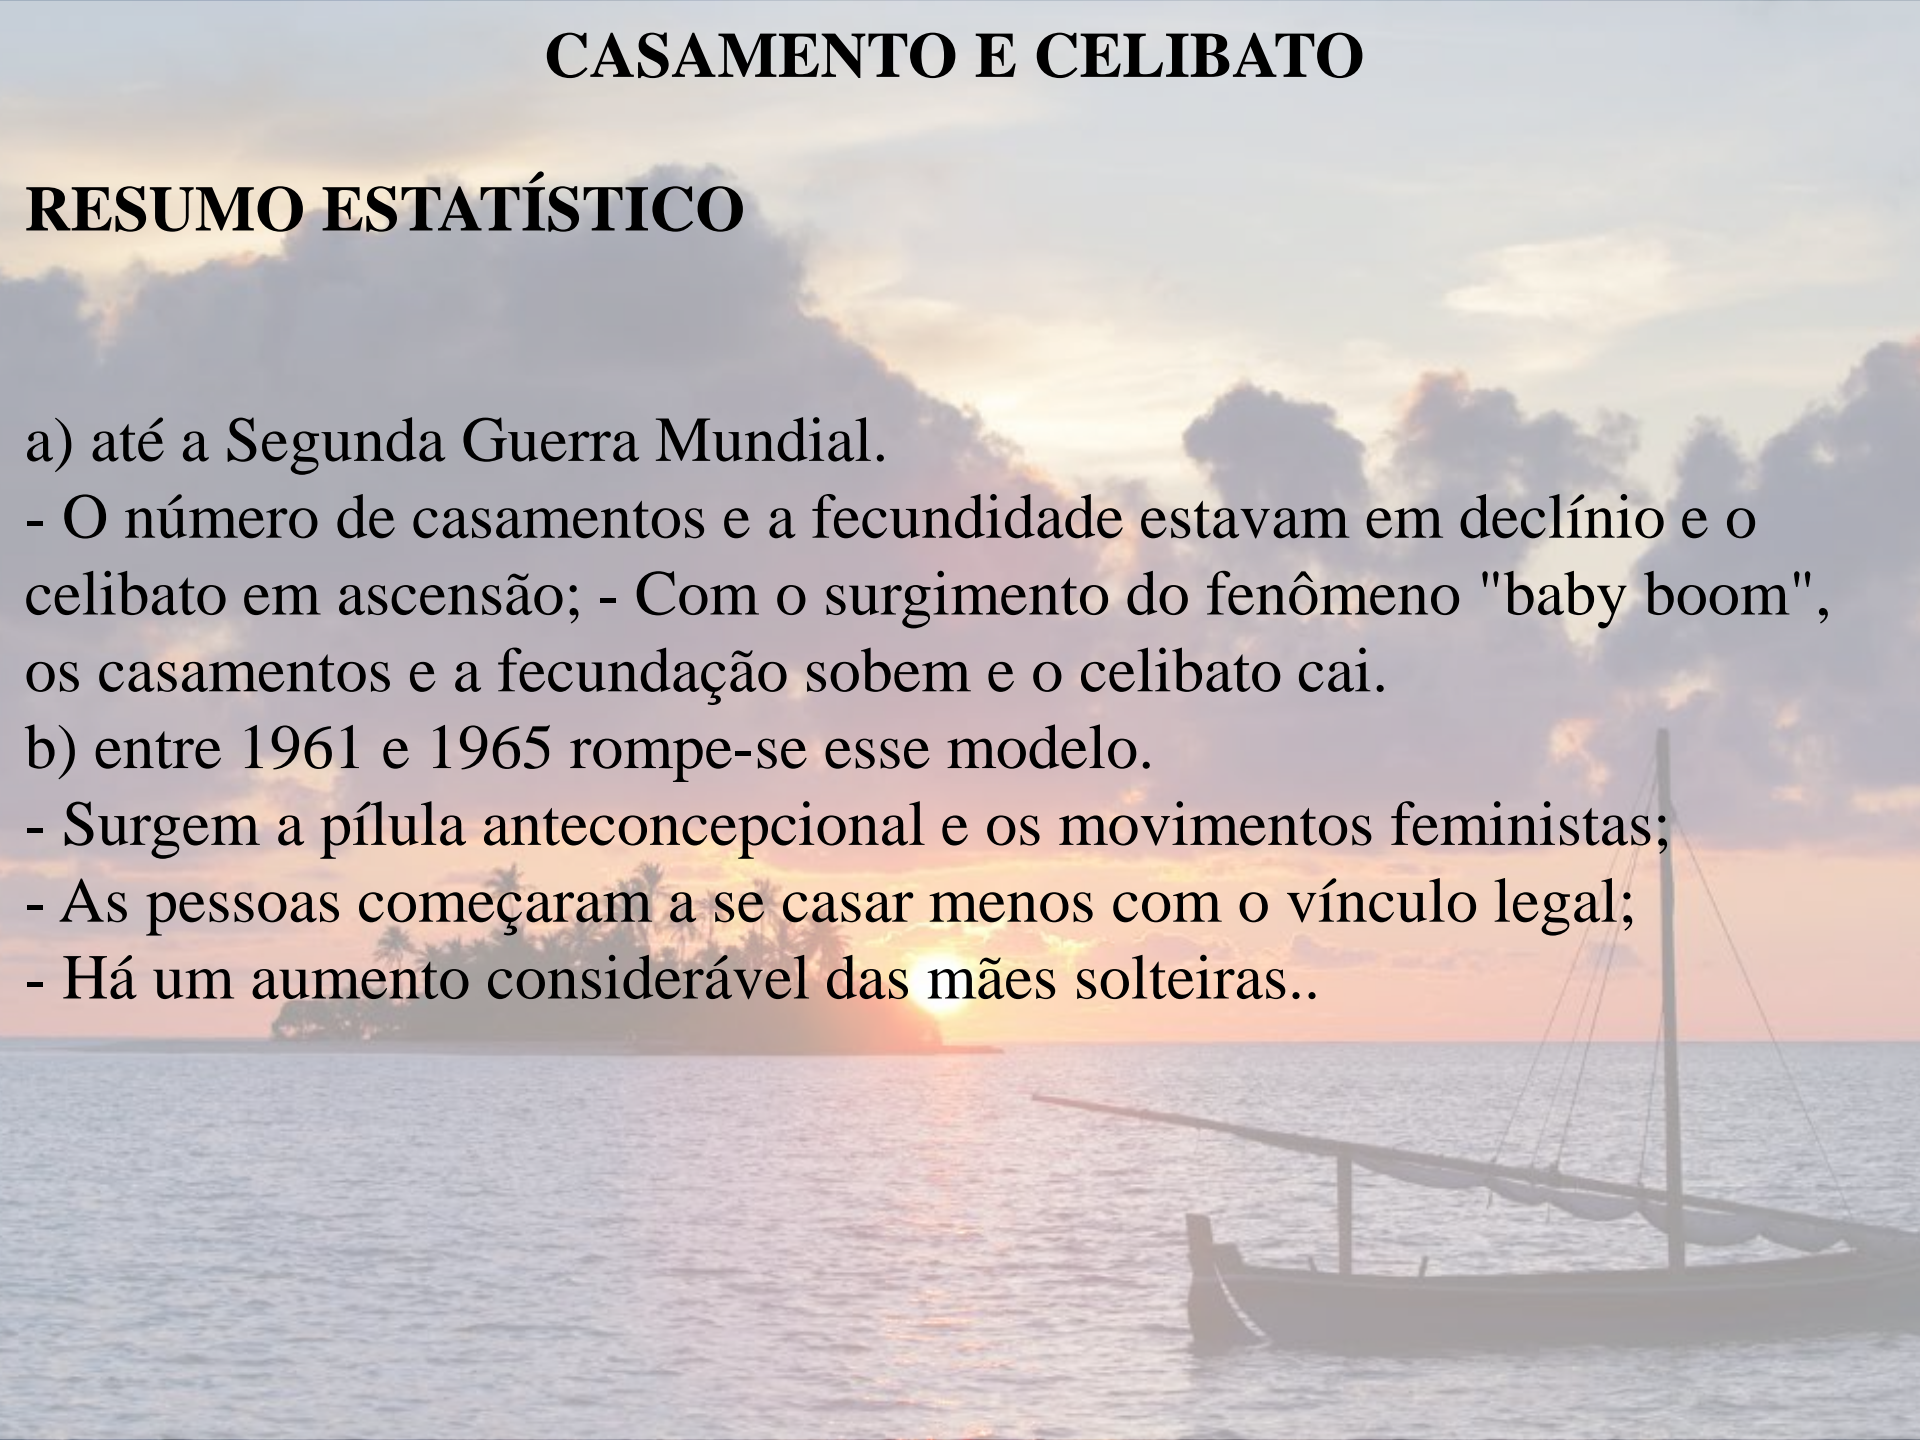 CASAMENTO E CELIBATO
RESUMO ESTATÍSTICO
a) até a Segunda Guerra Mundial.
- O número de casamentos e a fecundidade estavam em declínio e o
celibato em ascensão; - Com o surgimento do fenômeno "baby boom",
os casamentos e a fecundação sobem e o celibato cai.
b) entre 1961 e 1965 rompe-se esse modelo.
- Surgem a pílula anteconcepcional e os movimentos feministas;
- As pessoas começaram a se casar menos com o vínculo legal;
- Há um aumento considerável das mães solteiras..